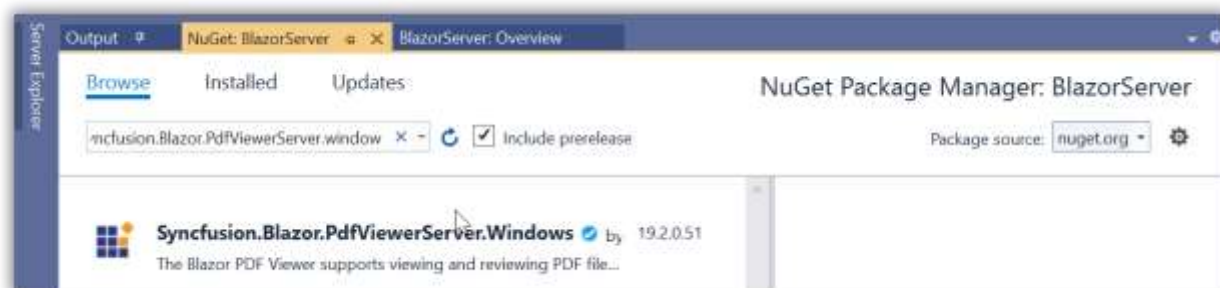 Server Explorer
Output
NuGet: BlazorServer
BlazorServer: Overview
Browse Installed Updates
NuGet Package Manager: BlazorServer
ncfusion.Blazor.PdfViewerServer.window
Include prerelease
Package source: nuget.org
Syncfusion.Blazor.PdfViewerServer.Windows by 19.2.0.51
The Blazor PDF Viewer supports viewing and reviewing PDF file...